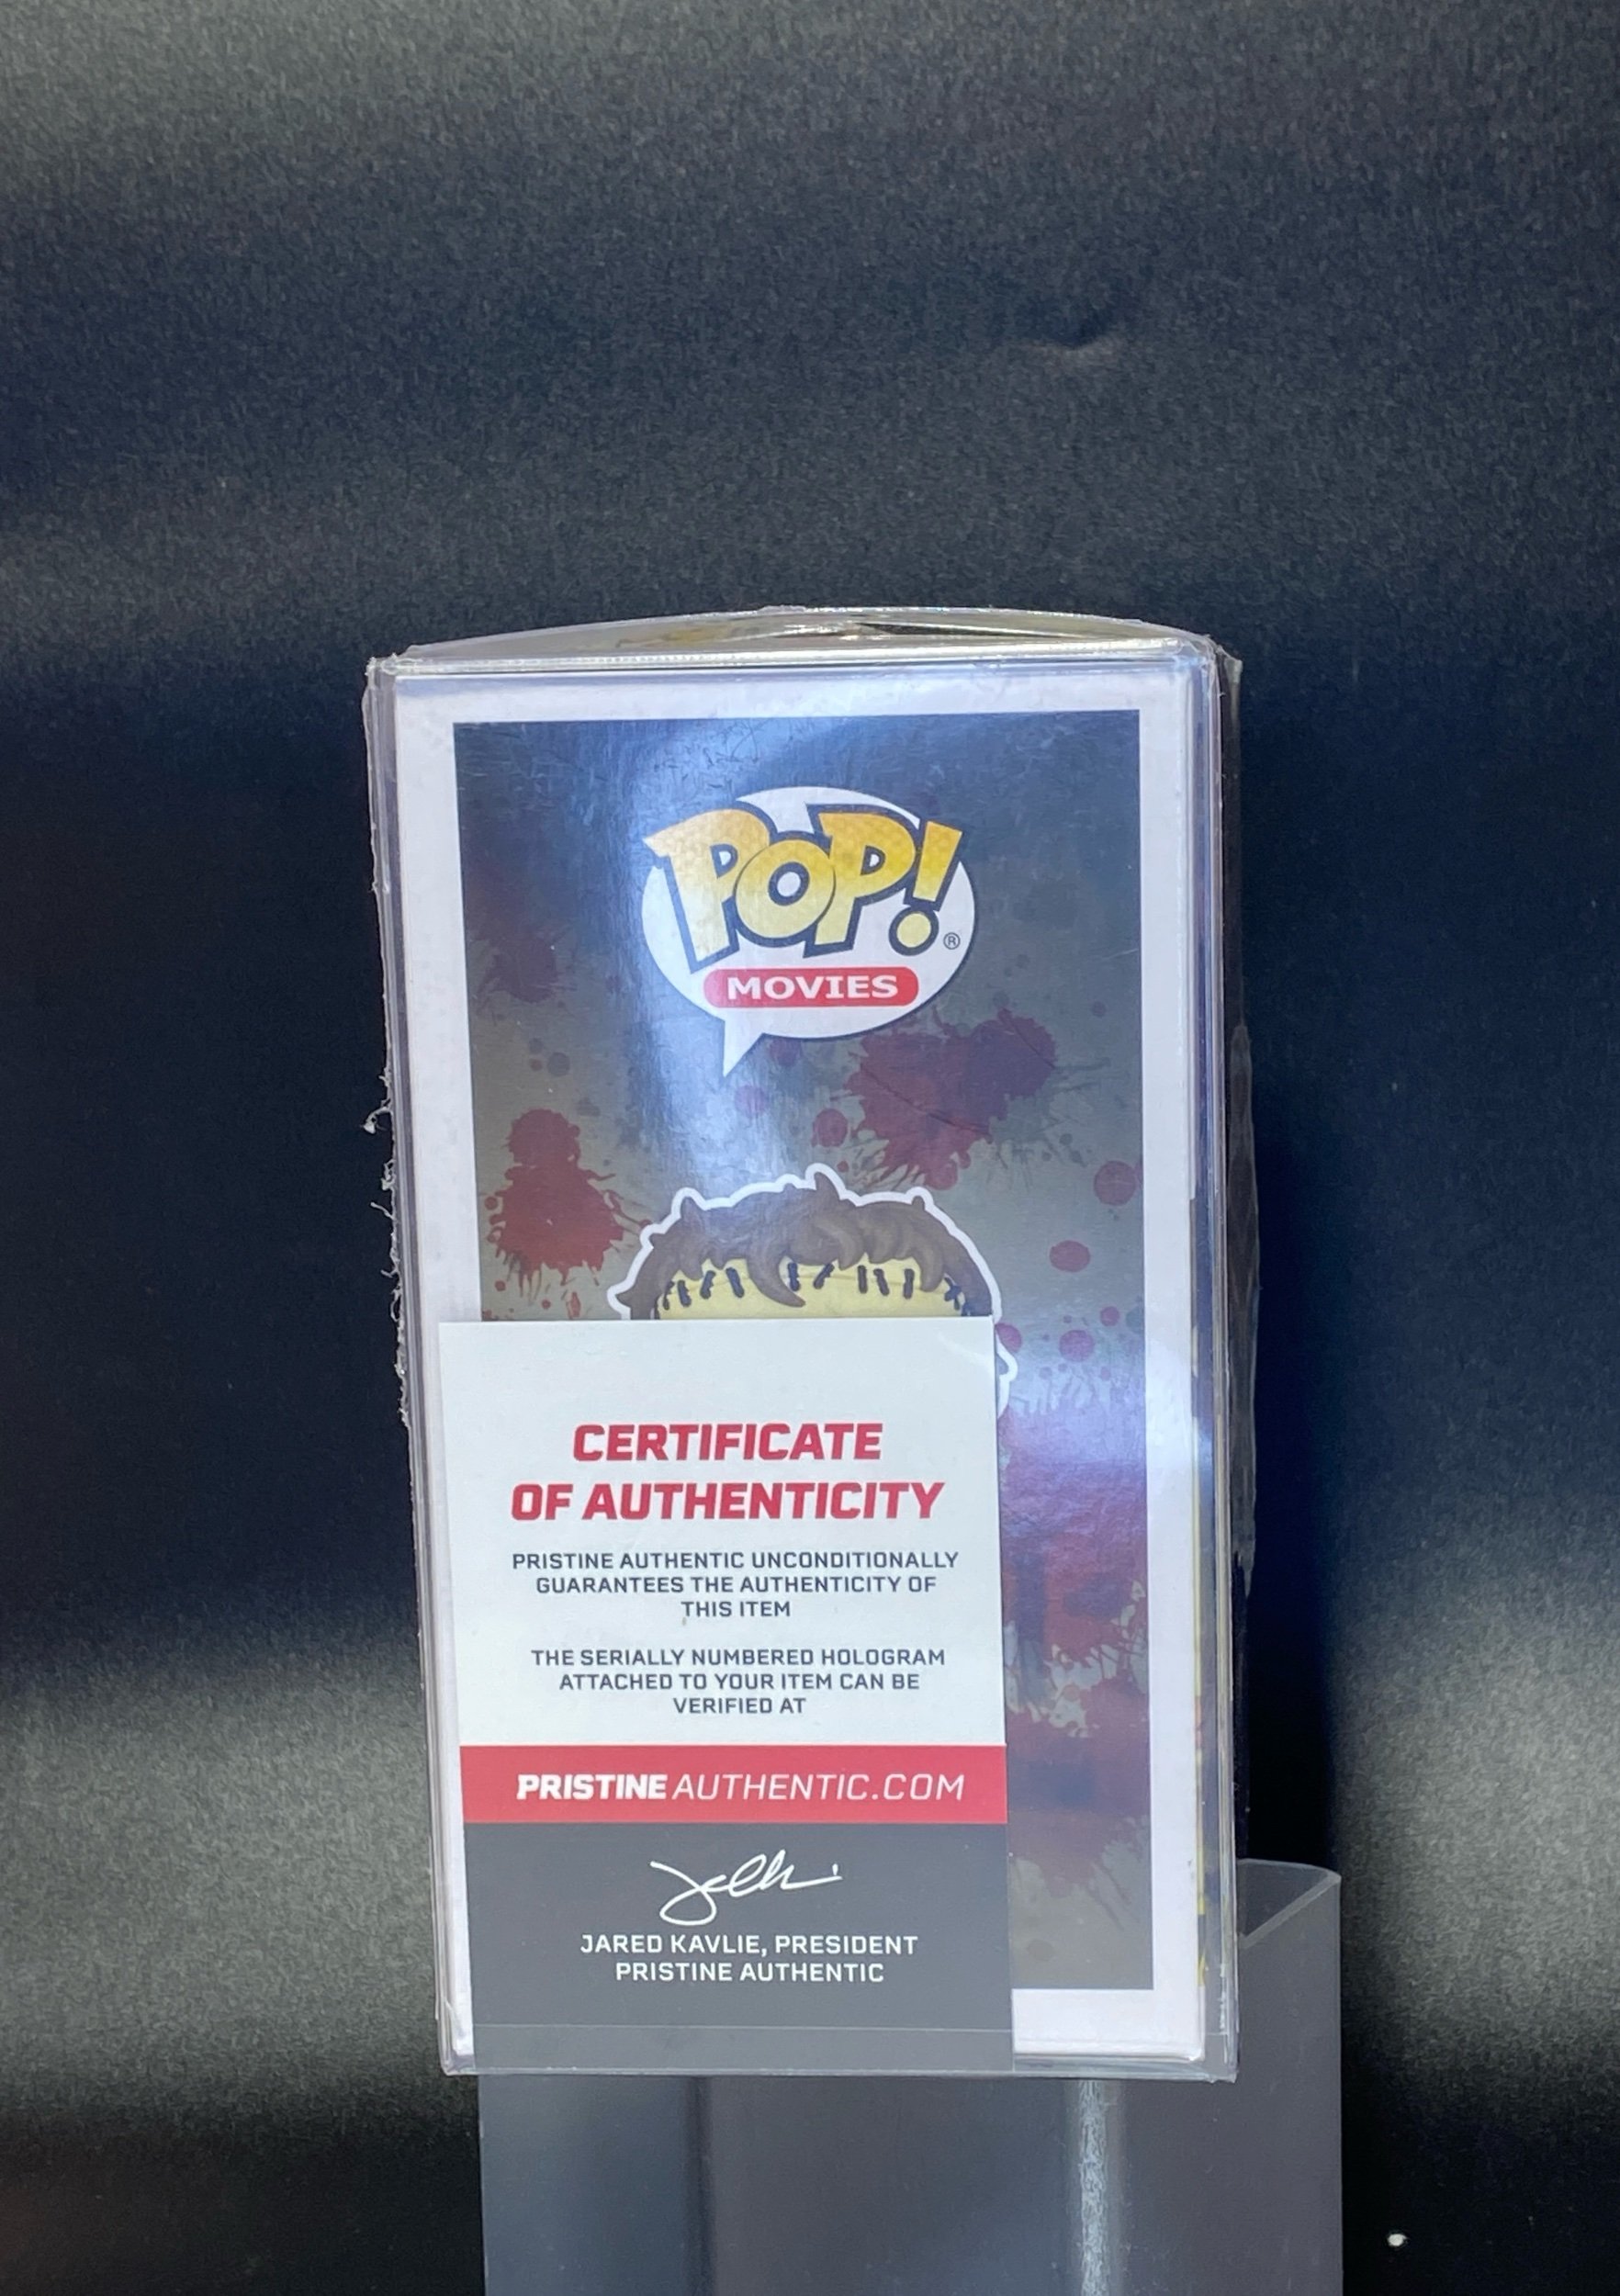 POP!®
MOVIES
CERTIFICATE
OF AUTHENTICITY
PRISTINE AUTHENTIC UNCONDITIONALLY
GUARANTEES THE AUTHENTICITY OF
THIS ITEM
THE SERIALLY NUMBERED HOLOGRAM
ATTACHED TO YOUR ITEM CAN BE
VERIFIED AT
PRISTINEAUTHENTIC.COM
JARED KAVLIE, PRESIDENT
PRISTINE AUTHENTIC